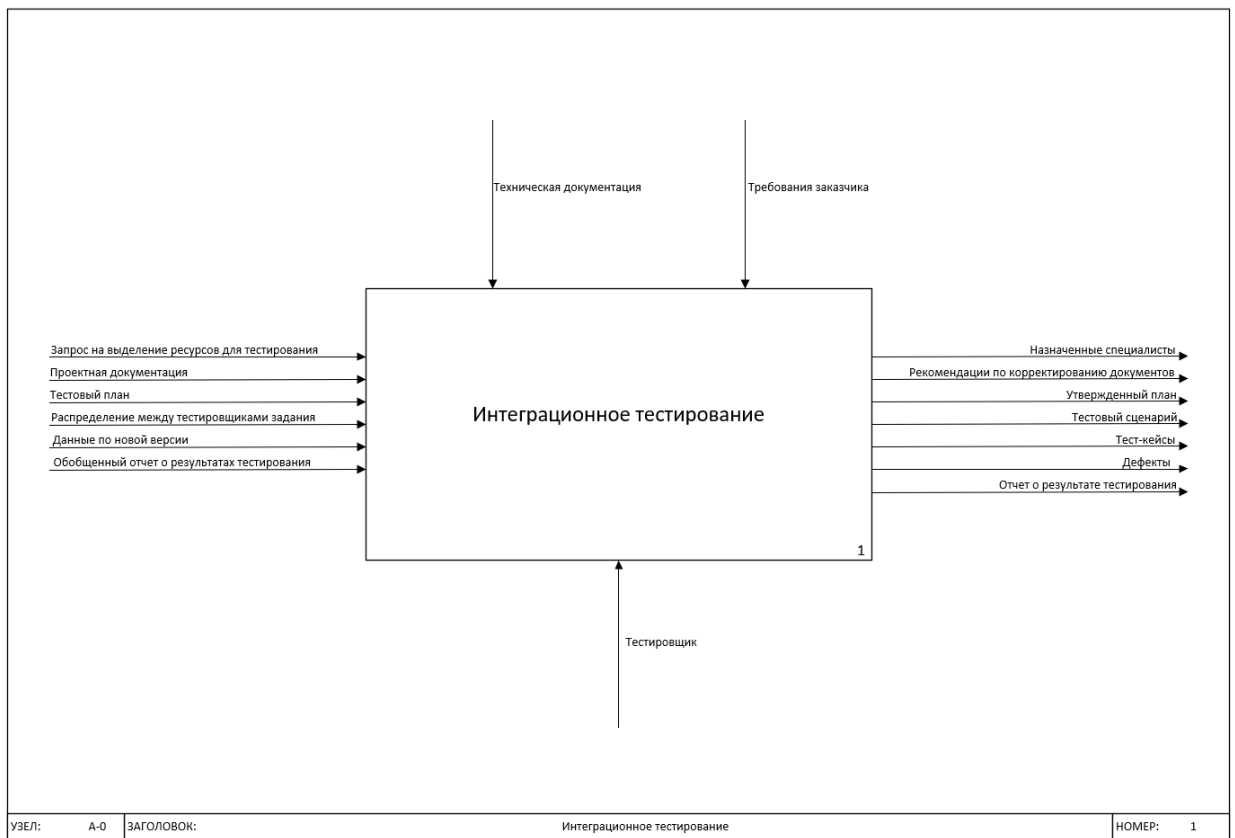 Техническая документация
Требования заказчика
Запрос на выделение ресурсов для тестирования
Проектная документация
Тестовый план
Распределение между тестировщиками задания
Данные по новой версии
Обобщенный отчет о результатах тестирования
Интеграционное тестирование
1
Назначенные специалисты
Рекомендации по корректированию документов
Утвержденный план
Тестовый сценарий
Тест-кейсы
Дефекты
Отчет о результате тестирования
Тестировщик
УЗЕЛ: А-0 ЗАГОЛОВОК: Интеграционное тестирование НОМЕР: 1